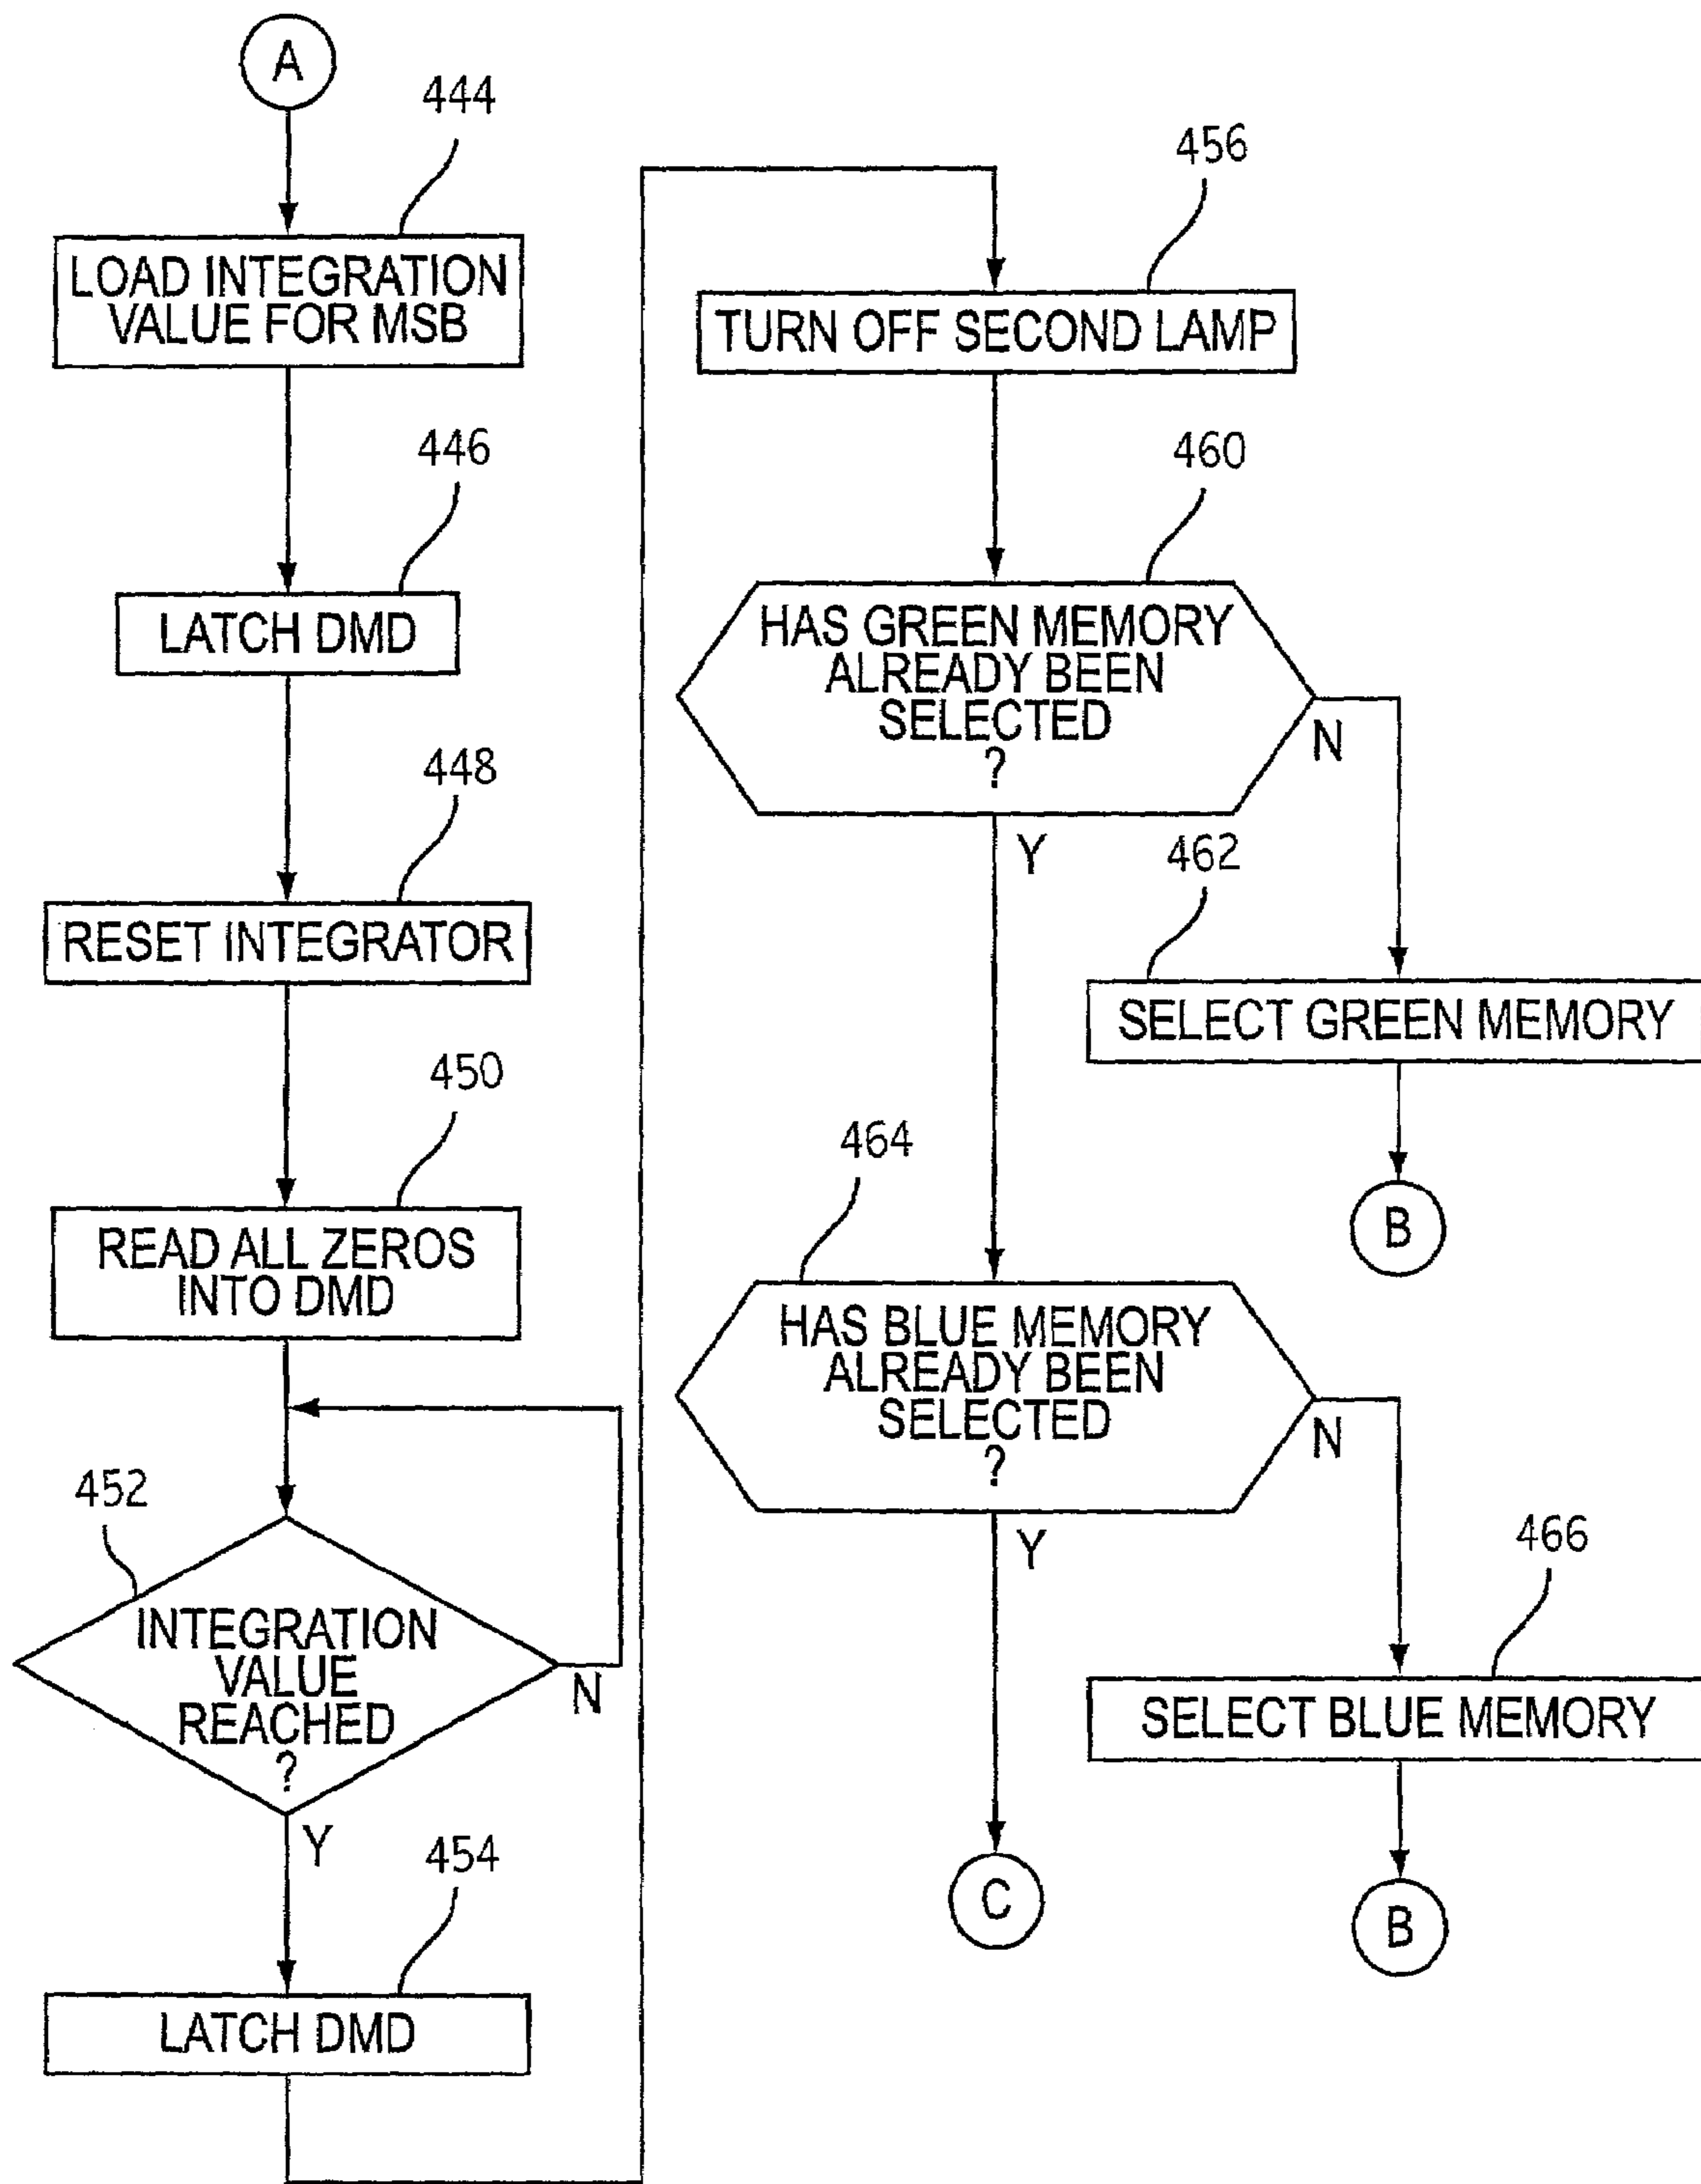 A
444
LOAD INTEGRATION
VALUE FOR MSB
446
LATCH DMD
448
RESET INTEGRATOR
450
READ ALL ZEROS
INTO DMD
452
INTEGRATION
VALUE
REACHED
?
N
Y
454
LATCH DMD
456
TURN OFF SECOND LAMP
460
HAS GREEN MEMORY
ALREADY BEEN
SELECTED
?
N
Y
462
SELECT GREEN MEMORY
B
464
HAS BLUE MEMORY
ALREADY BEEN
SELECTED
?
N
Y
466
SELECT BLUE MEMORY
C
B